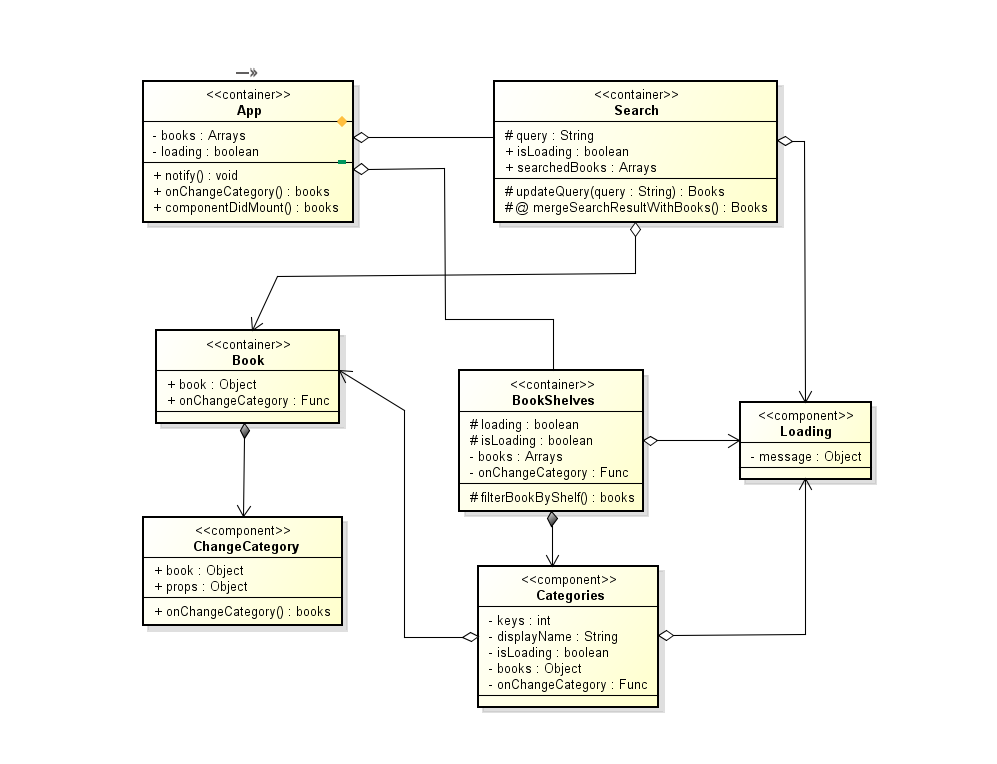 <<container>>
App
- books : Arrays
- loading : boolean
+ notify() : void
+ onChangeCategory() : books
+ componentDidMount() : books
<<container>>
Search
# query : String
+ isLoading : boolean
+ searchedBooks : Arrays
# updateQuery(query : String) : Books
# @ mergeSearchResultWithBooks() : Books
<<container>>
Book
+ book : Object
+ onChangeCategory : Func
<<container>>
BookShelves
# loading : boolean
# isLoading : boolean
- books : Arrays
- onChangeCategory : Func
# filterBookByShelf() : books
<<component>>
Loading
- message : Object
<<component>>
ChangeCategory
+ book : Object
+ props : Object
+ onChangeCategory() : books
<<component>>
Categories
- keys : int
- displayName : String
- isLoading : boolean
- books : Object
- onChangeCategory : Func